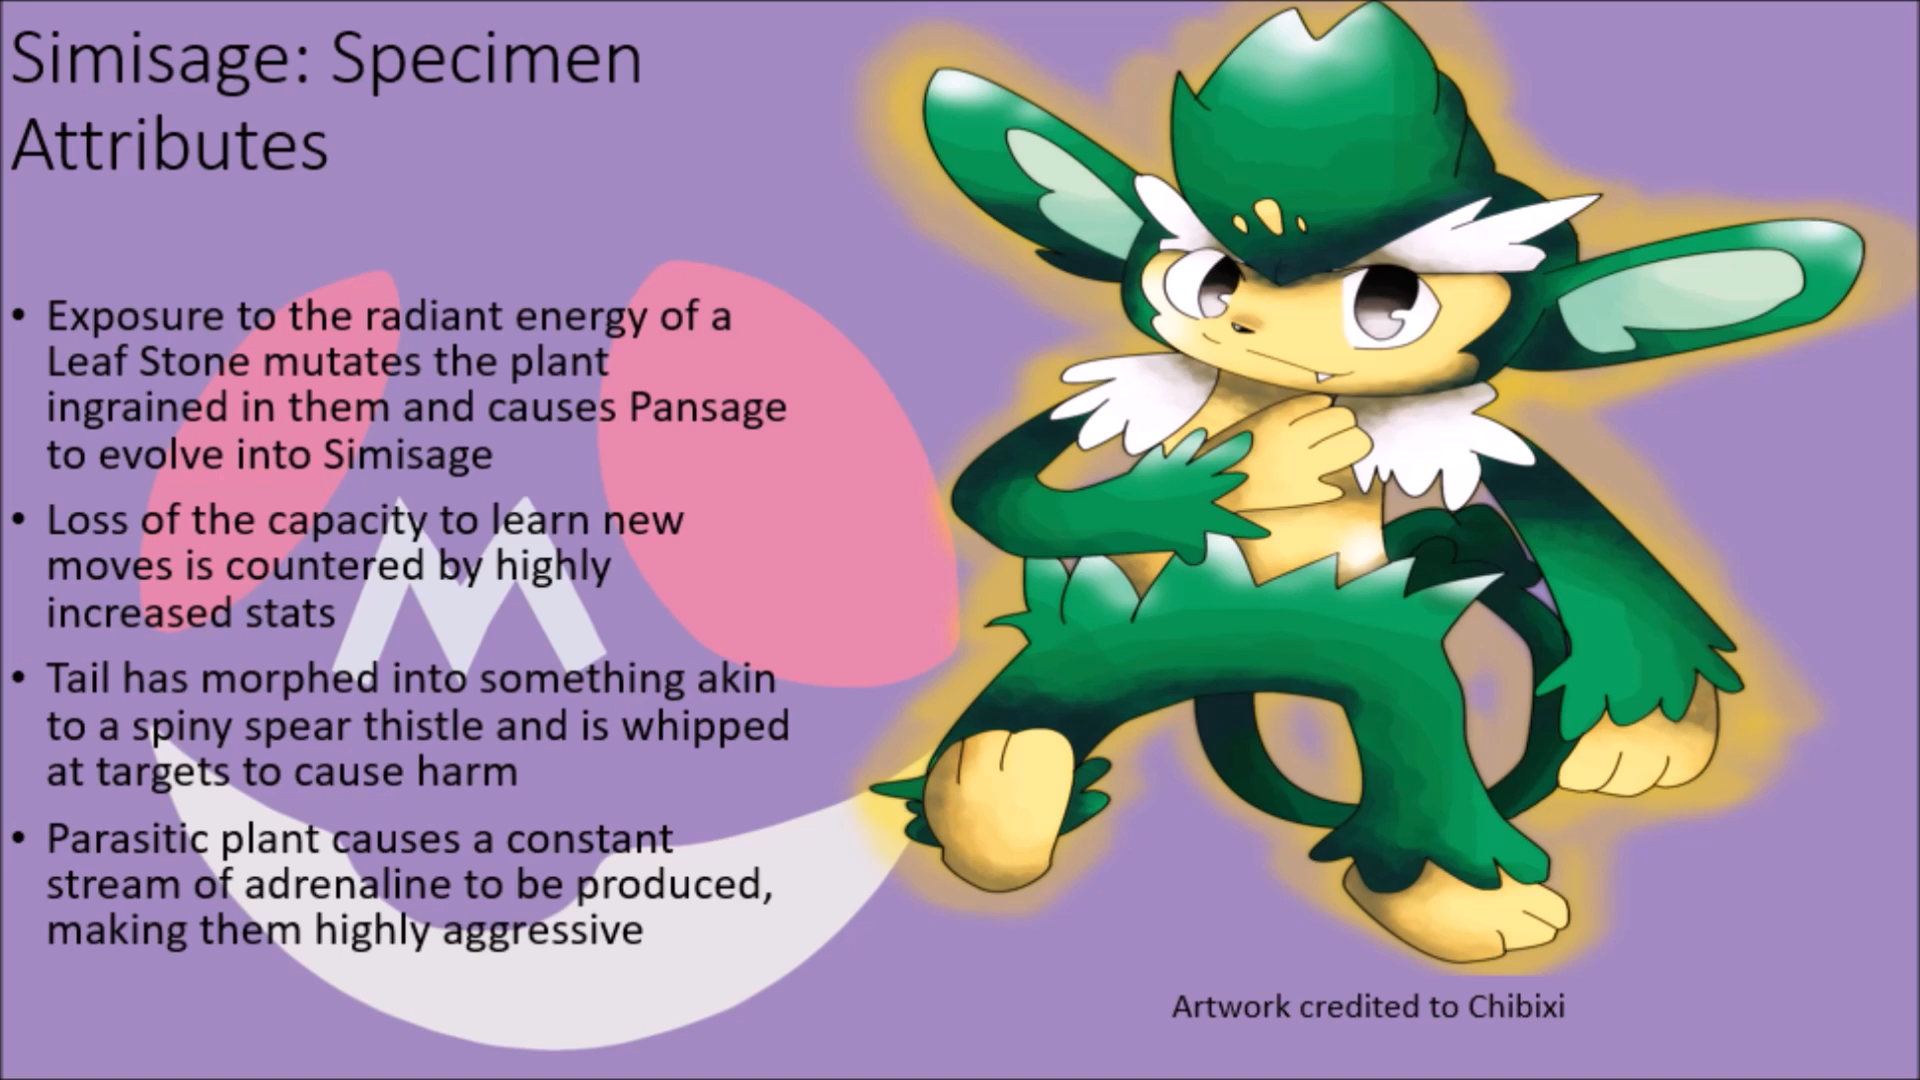 Simisage: Specimen
Attributes
• Exposure to the radiant energy of a
Leaf Stone mutates the plant
ingrained in them and causes Pansage
to evolve into Simisage
• Loss of the capacity to learn new
moves is countered by highly
increased stats
• Tail has morphed into something akin
to a spiny spear thistle and is whipped
at targets to cause harm
• Parasitic plant causes a constant
stream of adrenaline to be produced,
making them highly aggressive
M
Artwork credited to Chibixi